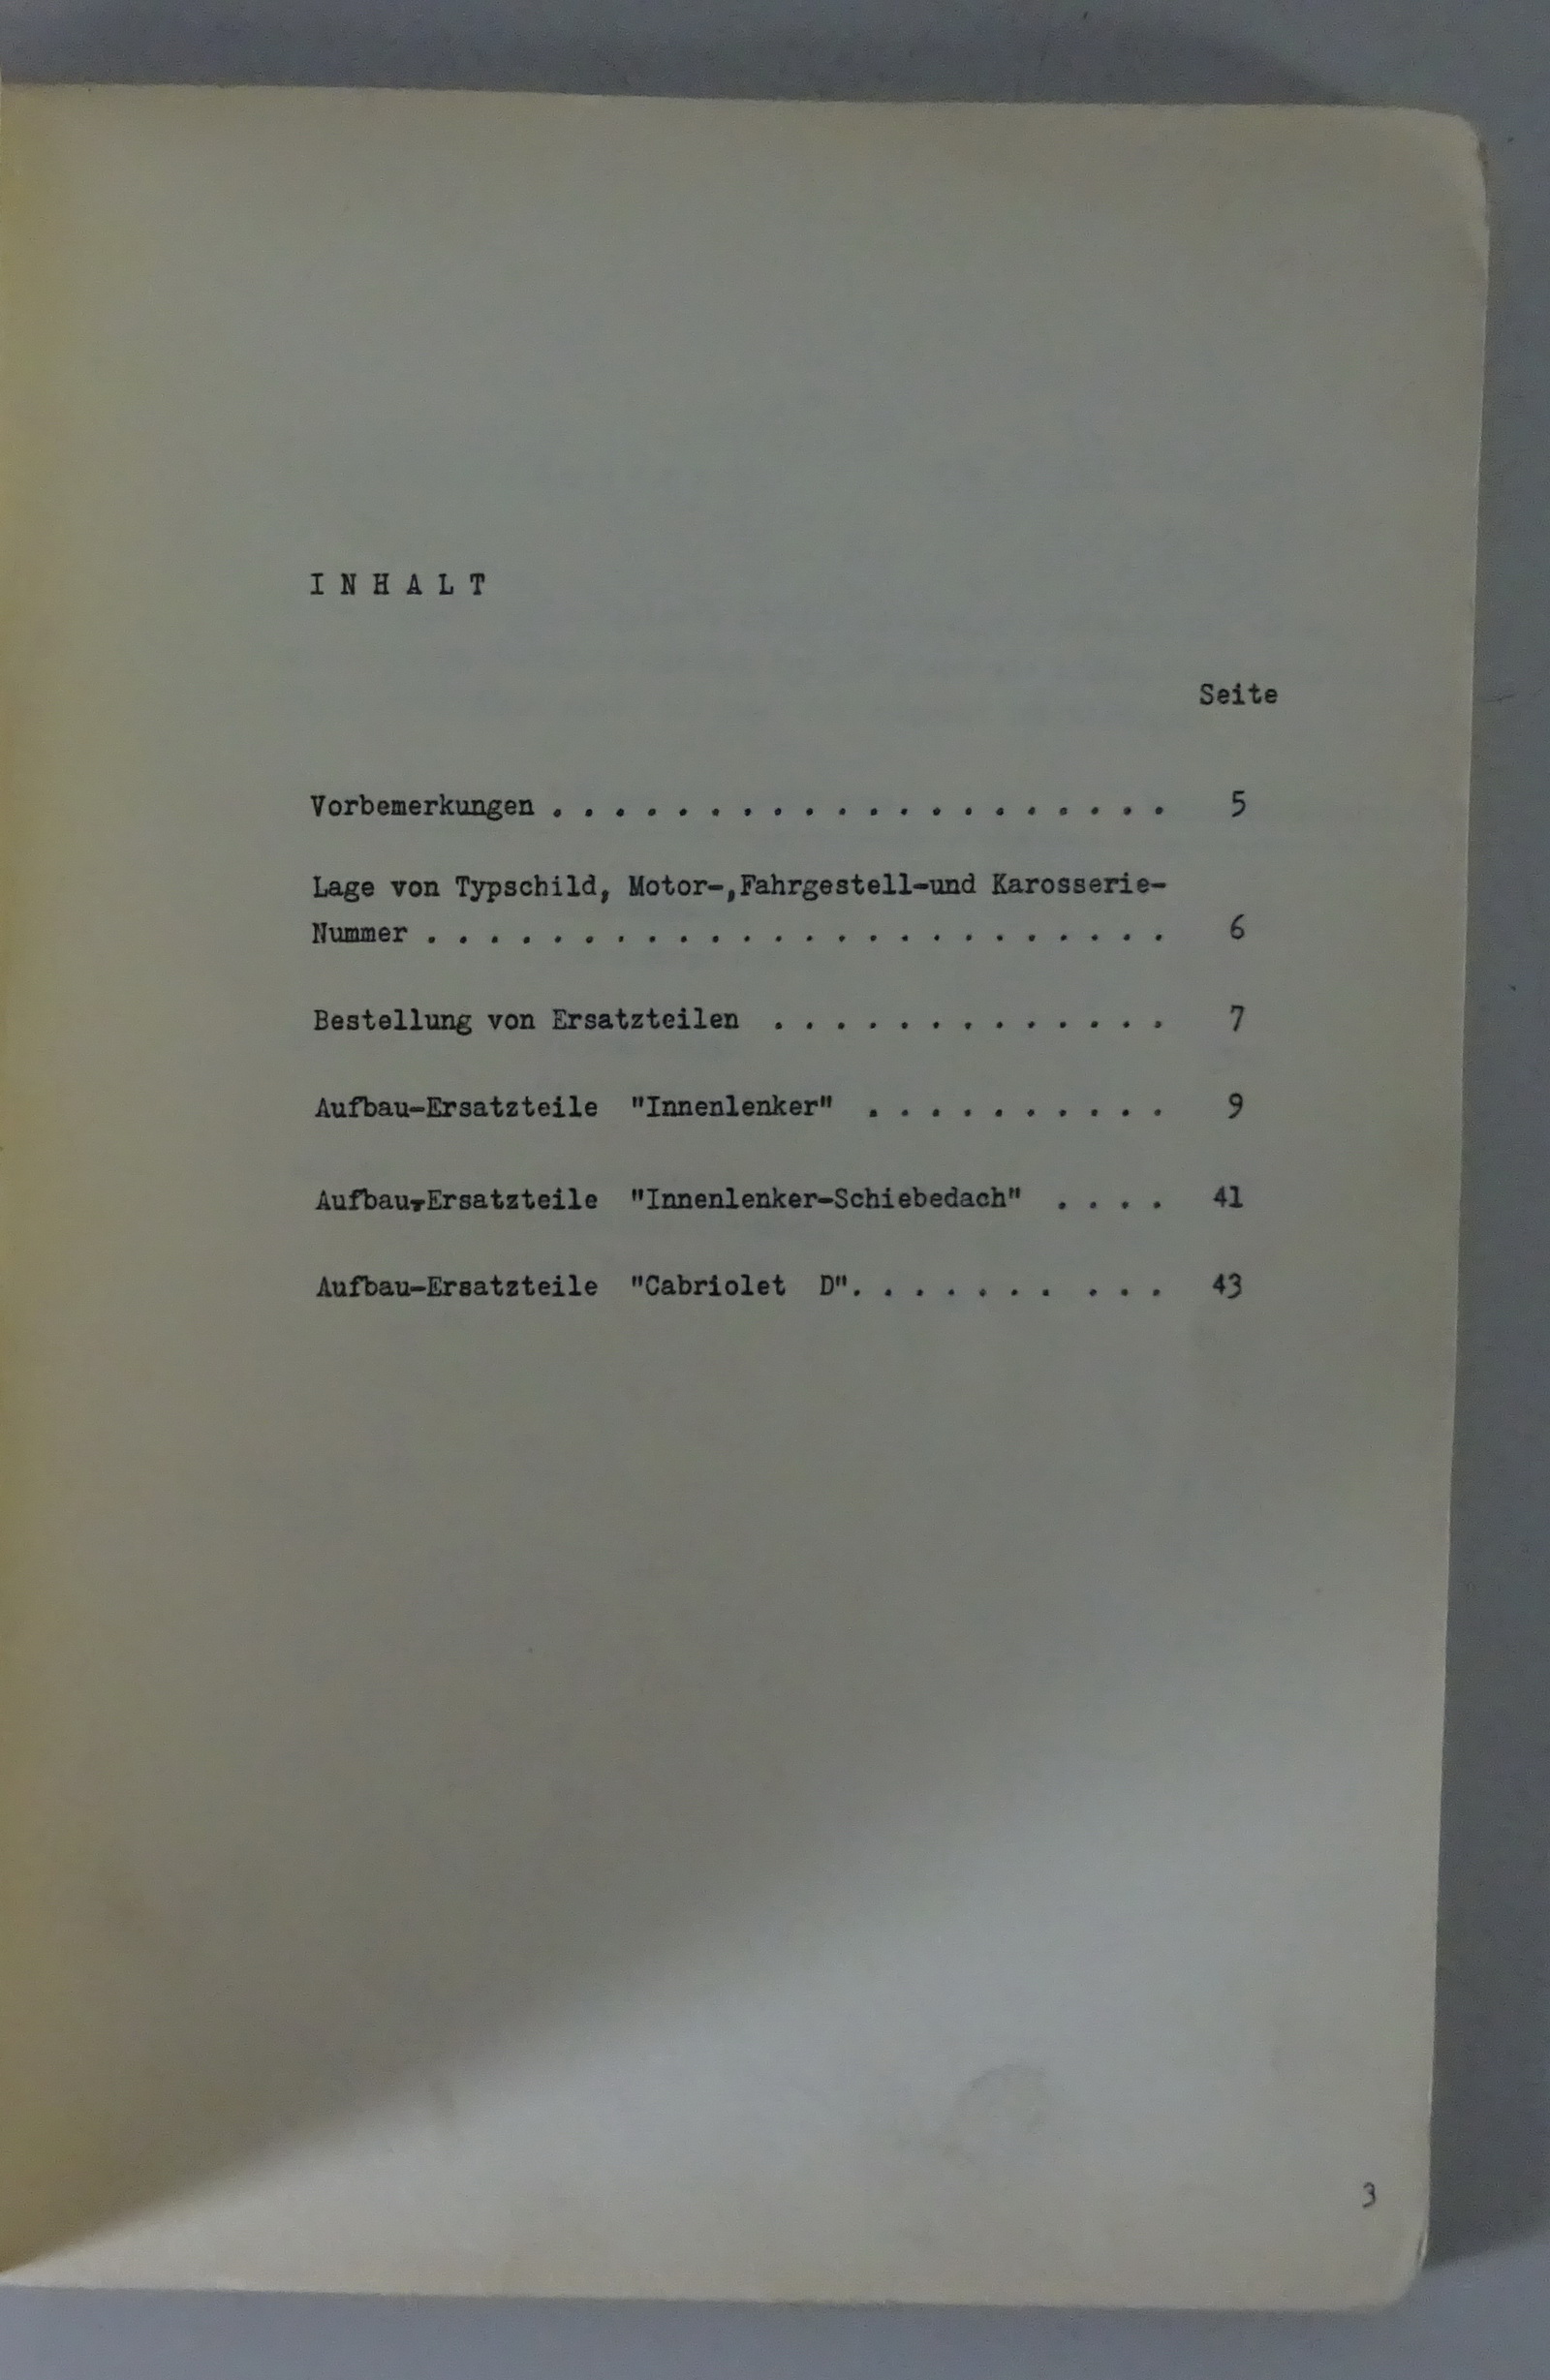 I N H A L T
Seite
Vorbemerkungen . . . . . . . . . . . . . . . . . . . . 5
Lage von Typschild, Motor-,Fahrgestell-und Karosserie-
Nummer . . . . . . . . . . . . . . . . . . . . . . . . 6
Bestellung von Ersatzteilen . . . . . . . . . . . . . 7
Aufbau-Ersatzteile "Innenlenker" . . . . . . . . . . 9
Aufbau-Ersatzteile "Innenlenker-Schiebedach" . . . . 41
Aufbau-Ersatzteile "Cabriolet D". . . . . . . . . . 43
3